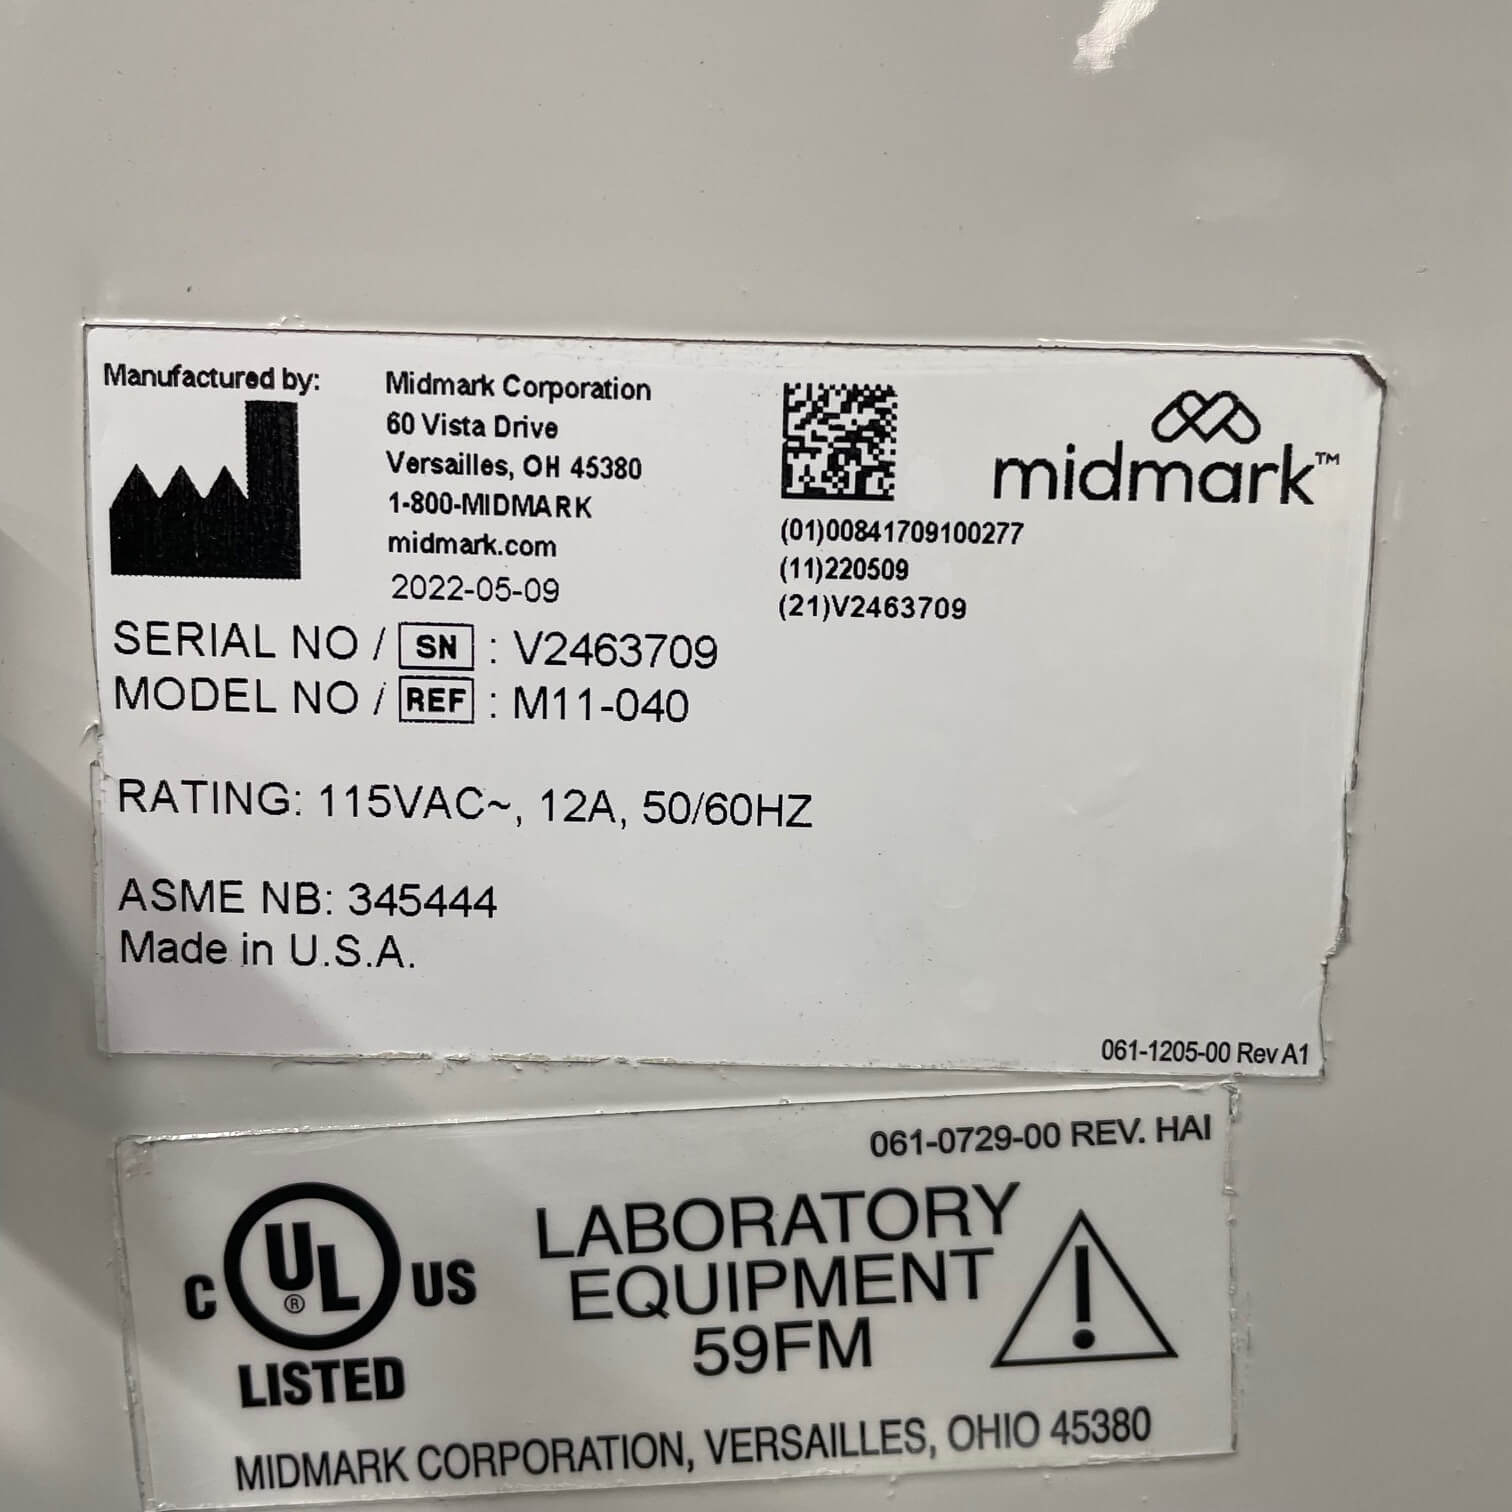 Manufactured by:
Midmark Corporation
60 Vista Drive
Versailles, OH 45380
1-800-MIDMARK
midmark.com
2022-05-09
(01)00841709100277
(11)220509
(21)V2463709
midmark™
SERIAL NO / SN : V2463709
MODEL NO / REF : M11-040
RATING: 115VAC~, 12A, 50/60HZ
ASME NB: 345444
Made in U.S.A.
061-1205-00 Rev A1
061-0729-00 REV. HAI
C UL ® US
LISTED
LABORATORY
EQUIPMENT
59FM
!
MIDMARK CORPORATION, VERSAILLES, OHIO 45380